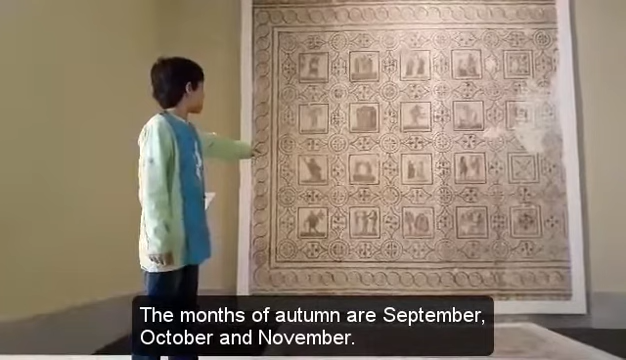 The months of autumn are September,
October and November.